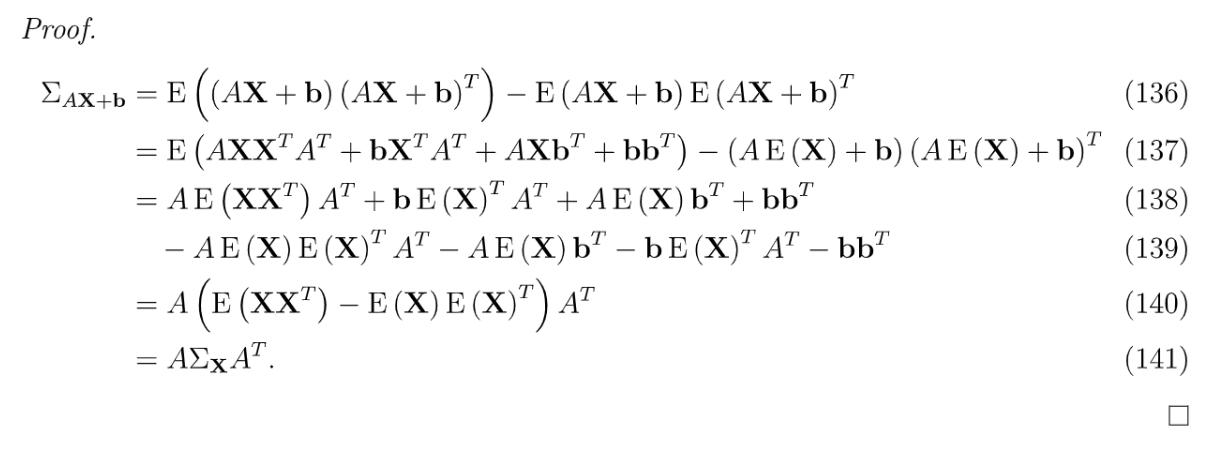 Proof.
Σ_{A𝐗+𝐛} = E((A𝐗 + 𝐛)(A𝐗 + 𝐛)^T) − E(A𝐗 + 𝐛) E(A𝐗 + 𝐛)^T (136)
= E(A𝐗𝐗^T A^T + 𝐛𝐗^T A^T + A𝐗𝐛^T + 𝐛𝐛^T) − (A E(𝐗) + 𝐛)(A E(𝐗) + 𝐛)^T (137)
= A E(𝐗𝐗^T) A^T + 𝐛 E(𝐗)^T A^T + A E(𝐗) 𝐛^T + 𝐛𝐛^T (138)
− A E(𝐗) E(𝐗)^T A^T − A E(𝐗) 𝐛^T − 𝐛 E(𝐗)^T A^T − 𝐛𝐛^T (139)
= A(E(𝐗𝐗^T) − E(𝐗) E(𝐗)^T) A^T (140)
= AΣ_𝐗 A^T. (141)
□